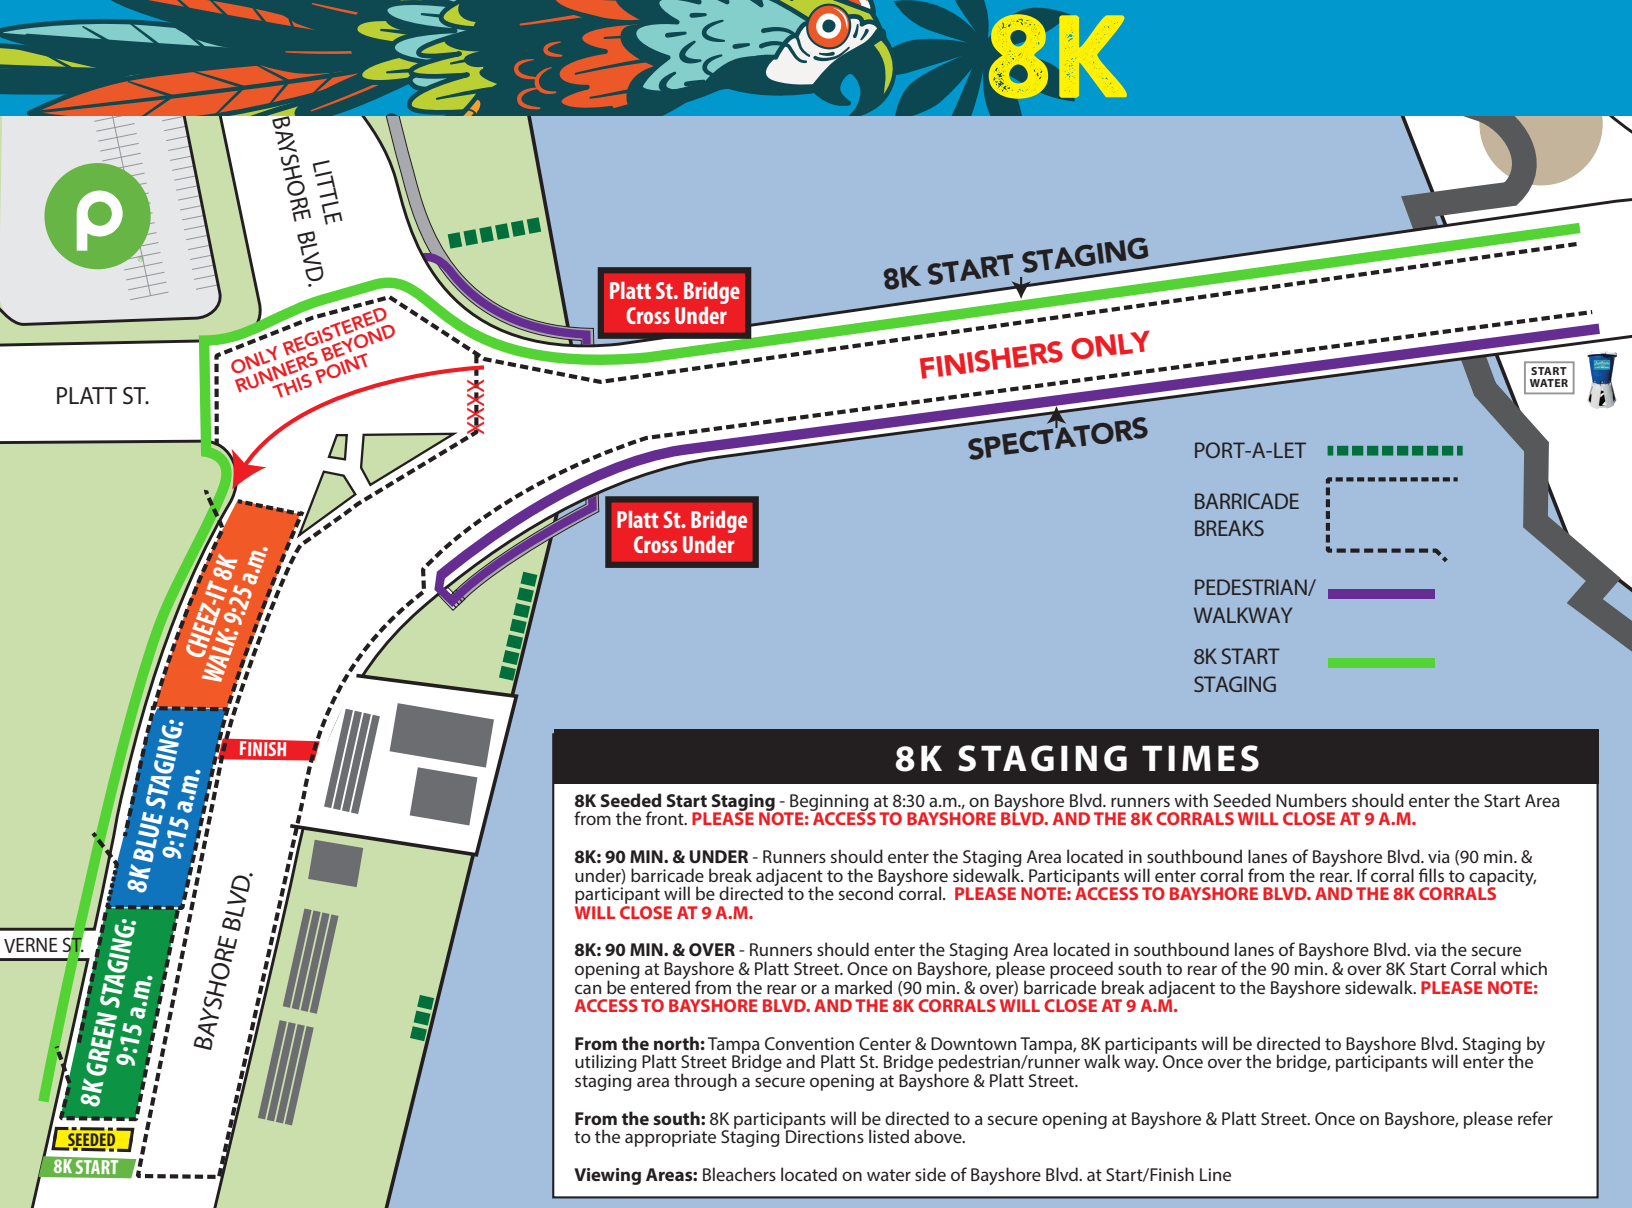 8K
LITTLE
BAYSHORE BLVD.
PLATT ST.
ONLY REGISTERED
RUNNERS BEYOND
THIS POINT
XXXXX
Platt St. Bridge
Cross Under
8K START STAGING
FINISHERS ONLY
SPECTATORS
START
WATER
Platt St. Bridge
Cross Under
PORT-A-LET
BARRICADE
BREAKS
PEDESTRIAN/
WALKWAY
8K START
STAGING
CHEEZ-IT 8K
WALK: 9:25 a.m.
8K BLUE STAGING:
9:15 a.m.
FINISH
8K GREEN STAGING:
9:15 a.m.
BAYSHORE BLVD.
VERNE ST.
SEEDED
8K START
8K STAGING TIMES
8K Seeded Start Staging - Beginning at 8:30 a.m., on Bayshore Blvd. runners with Seeded Numbers should enter the Start Area
from the front. PLEASE NOTE: ACCESS TO BAYSHORE BLVD. AND THE 8K CORRALS WILL CLOSE AT 9 A.M.
8K: 90 MIN. & UNDER - Runners should enter the Staging Area located in southbound lanes of Bayshore Blvd. via (90 min. &
under) barricade break adjacent to the Bayshore sidewalk. Participants will enter corral from the rear. If corral fills to capacity,
participant will be directed to the second corral. PLEASE NOTE: ACCESS TO BAYSHORE BLVD. AND THE 8K CORRALS
WILL CLOSE AT 9 A.M.
8K: 90 MIN. & OVER - Runners should enter the Staging Area located in southbound lanes of Bayshore Blvd. via the secure
opening at Bayshore & Platt Street. Once on Bayshore, please proceed south to rear of the 90 min. & over 8K Start Corral which
can be entered from the rear or a marked (90 min. & over) barricade break adjacent to the Bayshore sidewalk. PLEASE NOTE:
ACCESS TO BAYSHORE BLVD. AND THE 8K CORRALS WILL CLOSE AT 9 A.M.
From the north: Tampa Convention Center & Downtown Tampa, 8K participants will be directed to Bayshore Blvd. Staging by
utilizing Platt Street Bridge and Platt St. Bridge pedestrian/runner walk way. Once over the bridge, participants will enter the
staging area through a secure opening at Bayshore & Platt Street.
From the south: 8K participants will be directed to a secure opening at Bayshore & Platt Street. Once on Bayshore, please refer
to the appropriate Staging Directions listed above.
Viewing Areas: Bleachers located on water side of Bayshore Blvd. at Start/Finish Line